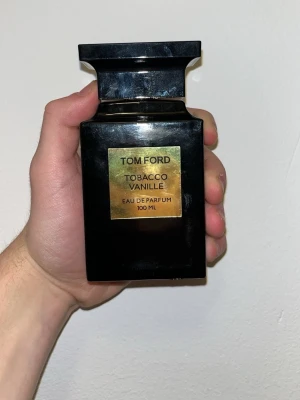 TOM FORD
TOBACCO
VANILLE
EAU DE PARFUM
100 ML